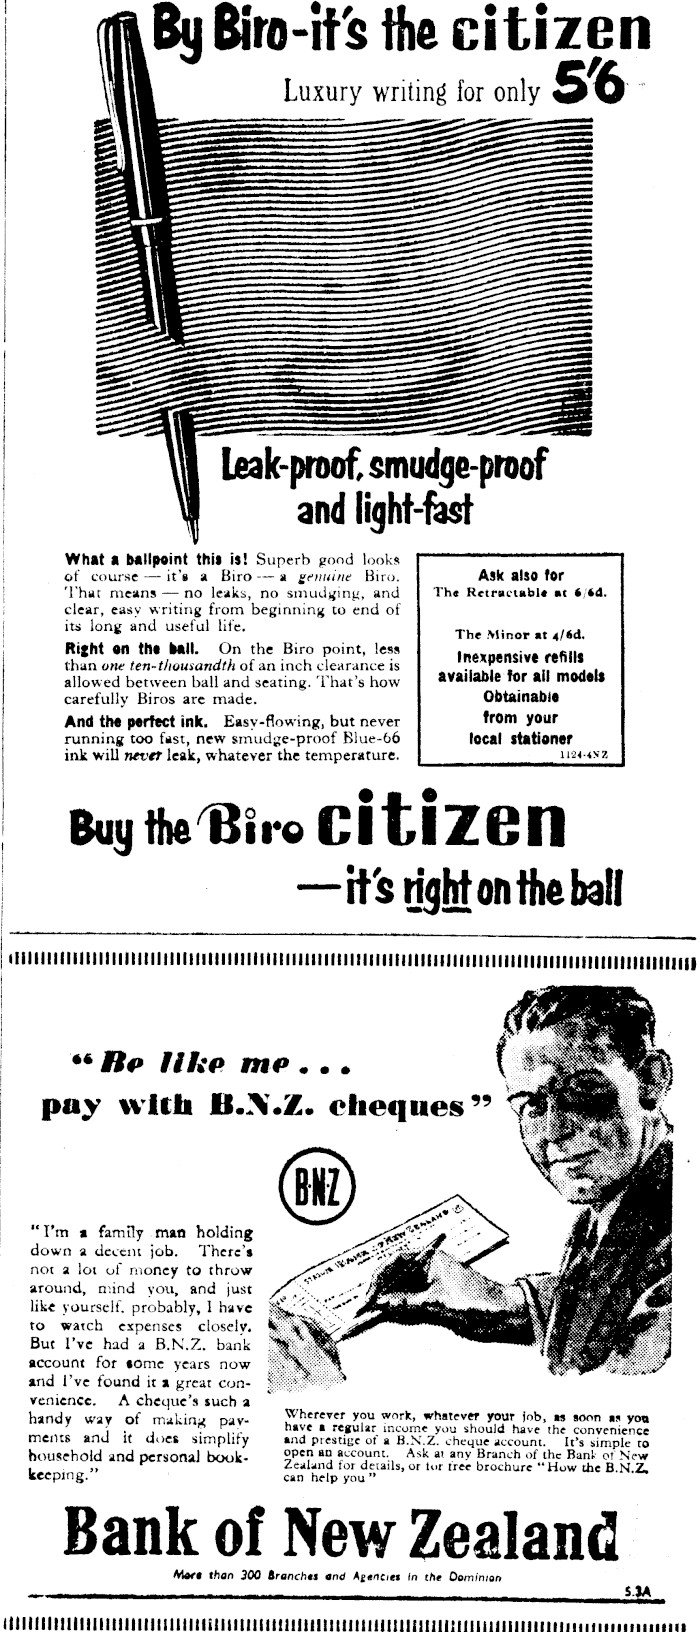 By Biro-it's the citizen
Luxury writing for only 5'6
Leak-proof, smudge-proof
and light-fast
What a ballpoint this is! Superb good looks
of course — it's a Biro — a genuine Biro.
That means — no leaks, no smudging, and
clear, easy writing from beginning to end of
its long and useful life.
Right on the ball. On the Biro point, less
than one ten-thousandth of an inch clearance is
allowed between ball and seating. That's how
carefully Biros are made.
And the perfect ink. Easy-flowing, but never
running too fast, new smudge-proof Blue-66
ink will never leak, whatever the temperature.
Ask also for
The Retractable at 6/6d.
The Minor at 4/6d.
Inexpensive refills
available for all models
Obtainable
from your
local stationer
1124-4NZ
Buy the Biro citizen
—it's right on the ball
"Be like me...
pay with B.N.Z. cheques"
B·N·Z
BANK OF NEW ZEALAND
"I'm a family man holding
down a decent job. There's
not a lot of money to throw
around, mind you, and just
like yourself, probably, I have
to watch expenses closely.
But I've had a B.N.Z. bank
account for some years now
and I've found it a great con-
venience. A cheque's such a
handy way of making pay-
ments and it does simplify
household and personal book-
keeping."
Wherever you work, whatever your job, as soon as you
have a regular income you should have the convenience
and prestige of a B.N.Z. cheque account. It's simple to
open an account. Ask at any Branch of the Bank of New
Zealand for details, or for free brochure "How the B.N.Z.
can help you"
Bank of New Zealand
More than 300 Branches and Agencies in the Dominion
5.3A